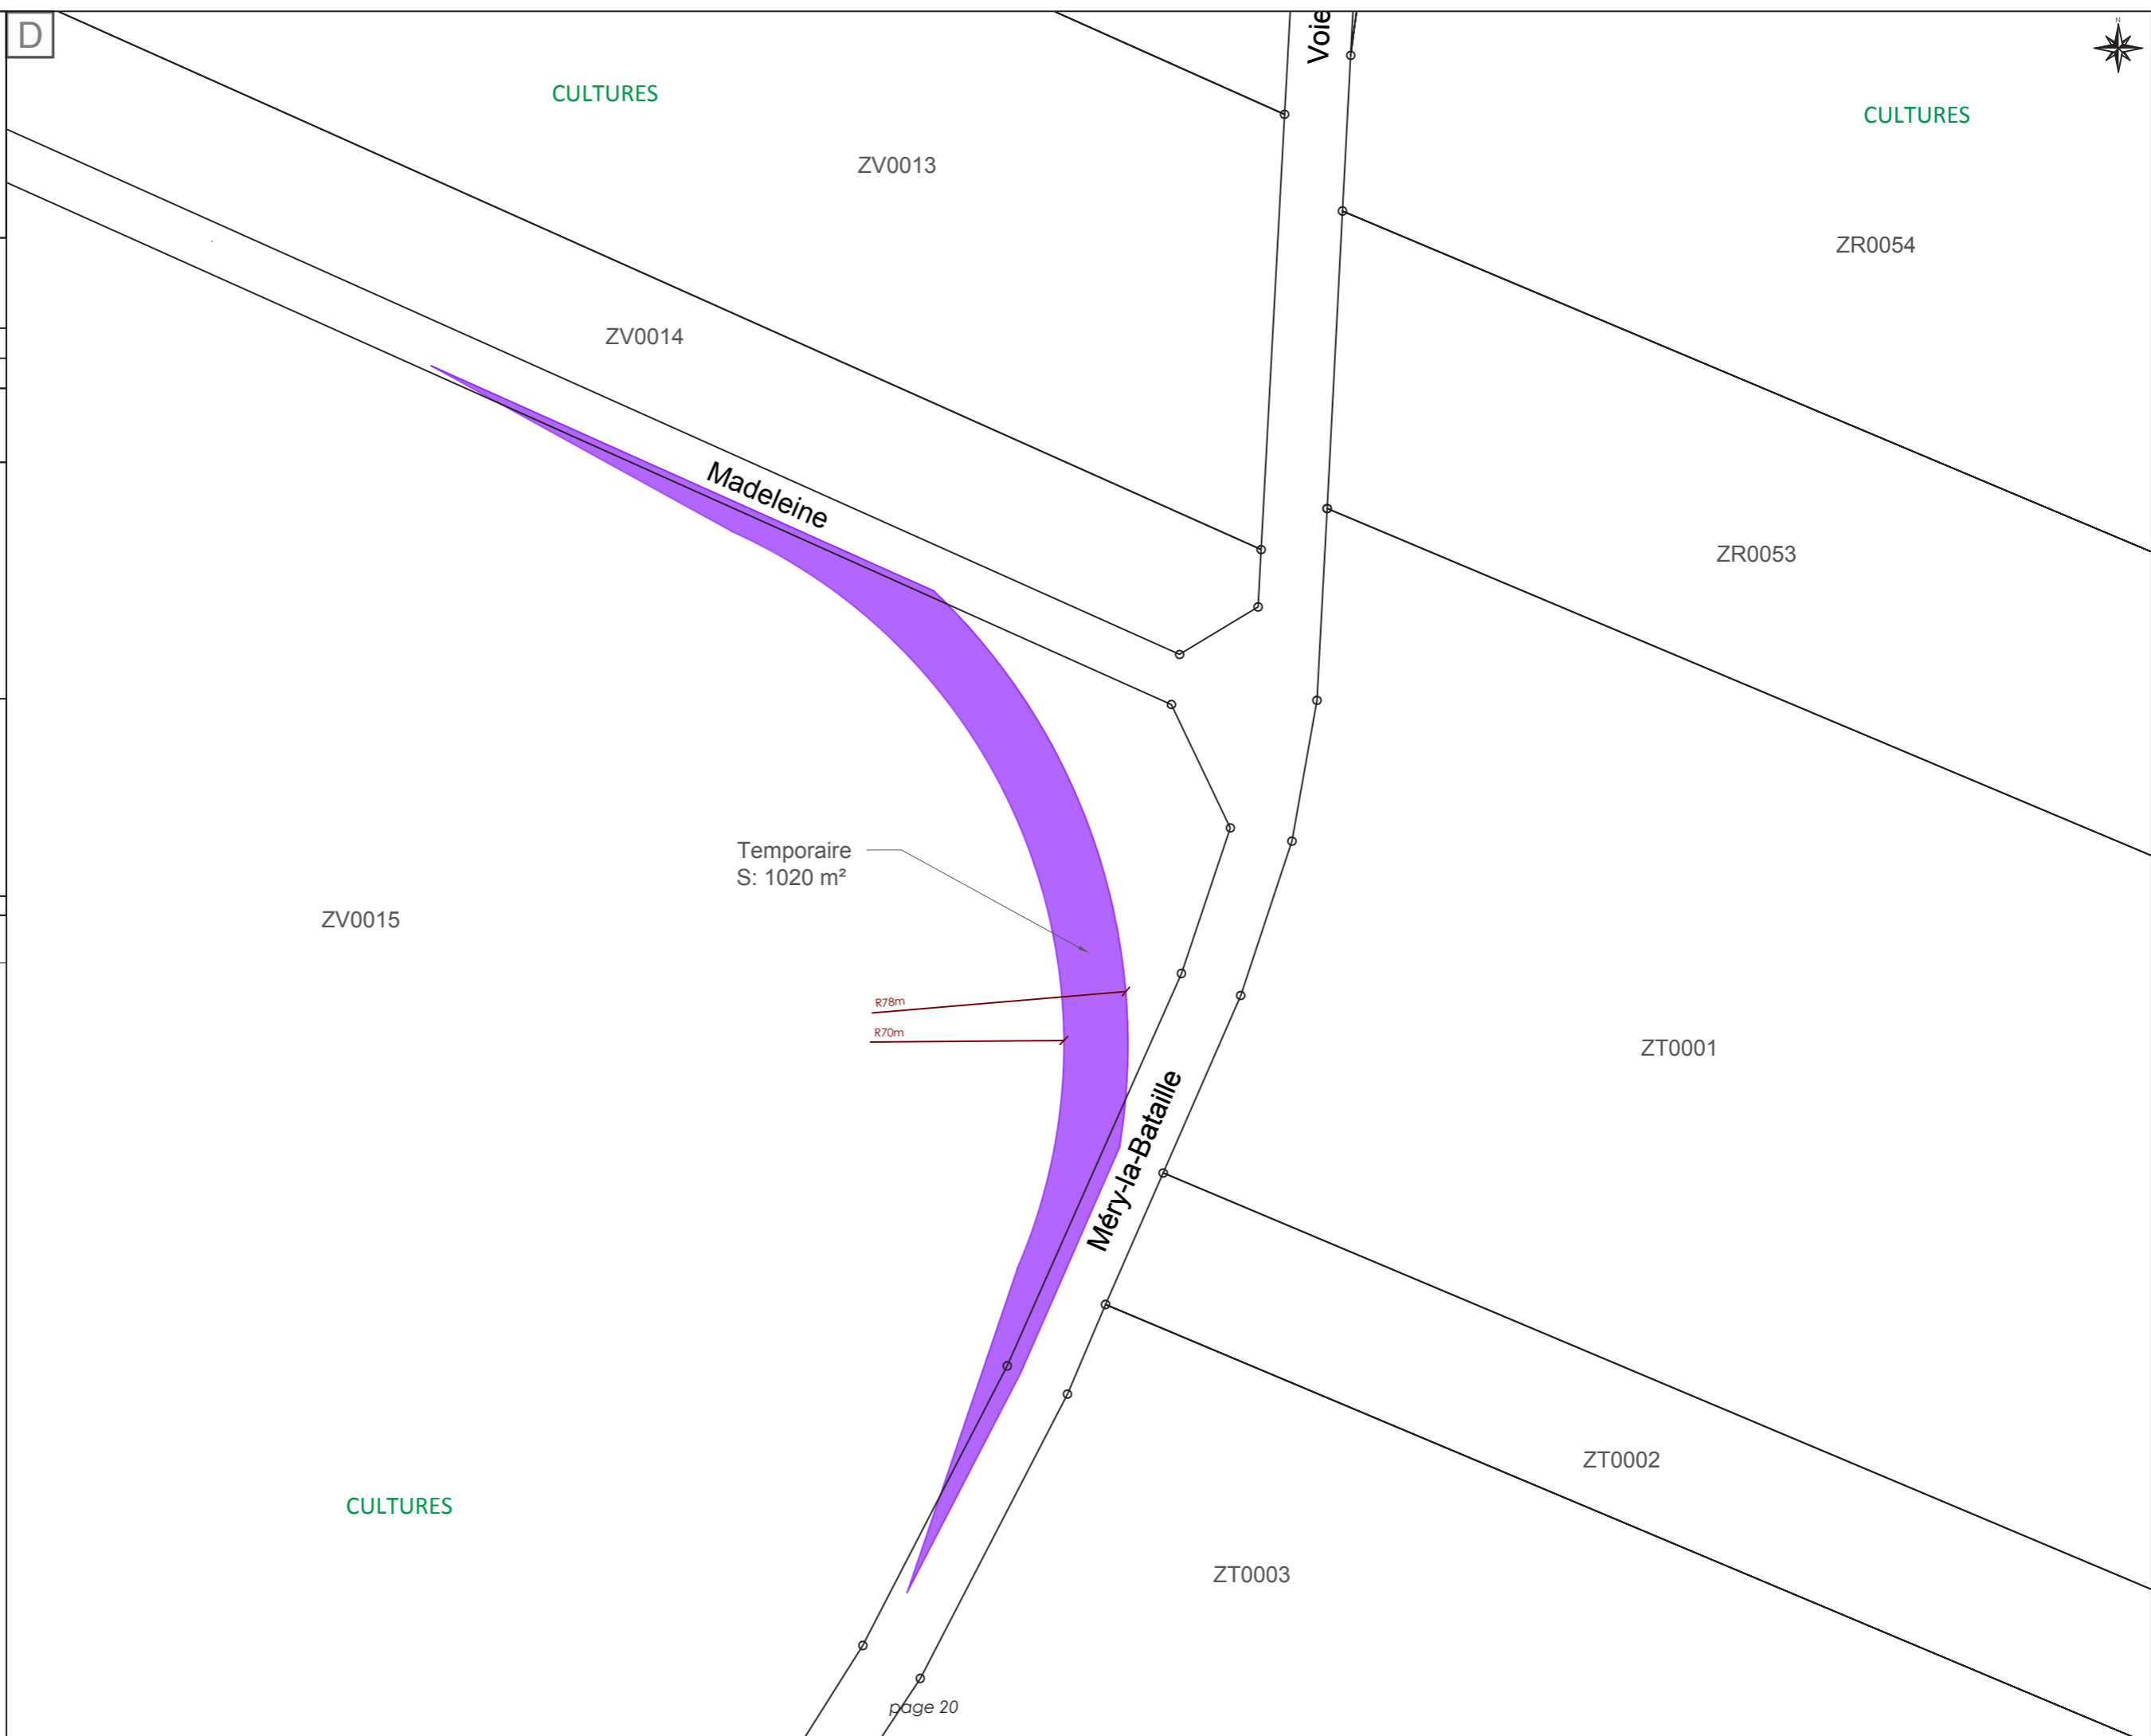 D
Voie
N
CULTURES
CULTURES
ZV0013
ZR0054
ZV0014
Madeleine
ZR0053
Temporaire
S: 1020 m²
ZV0015
R78m
R70m
ZT0001
Méry-la-Bataille
ZT0002
CULTURES
ZT0003
page 20